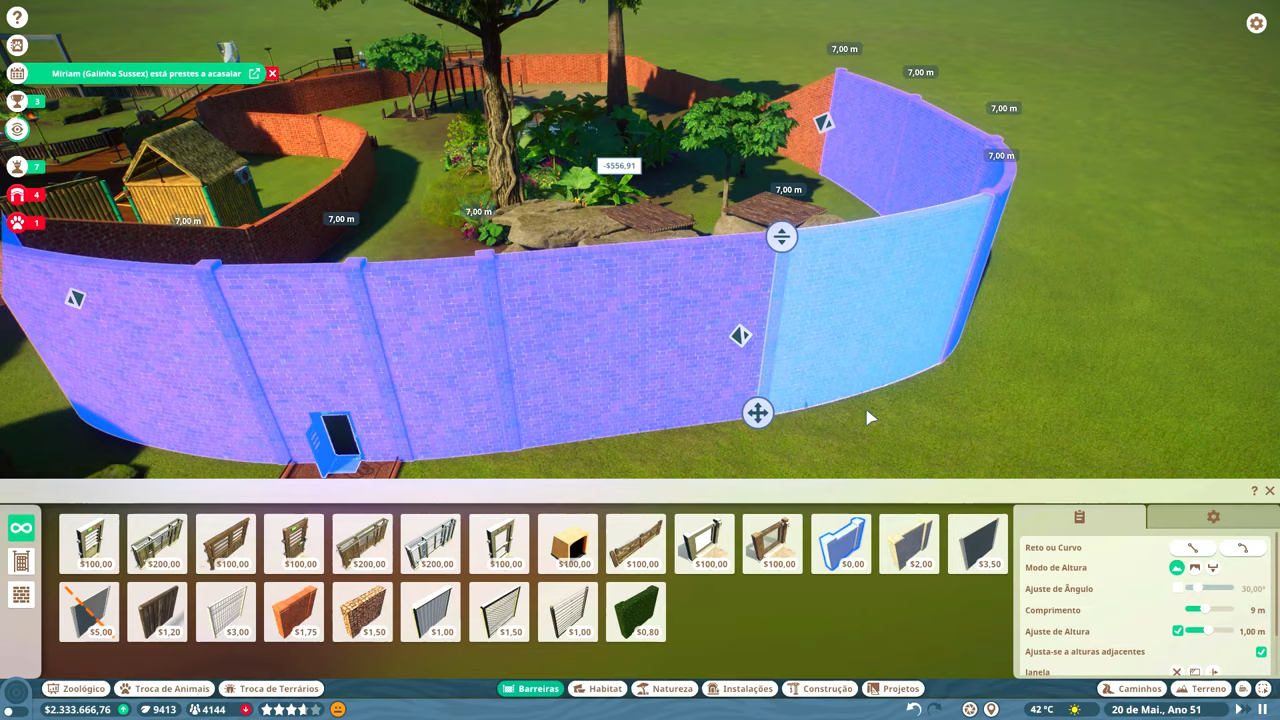 ?
7,00 m
7,00 m
Míriam (Galinha Sussex) está prestes a acasalar
3
7,00 m
7,00 m
-$556,91
7
7,00 m
4
7,00 m
7,00 m
7,00 m
1
? ×
$100,00
$200,00
$100,00
$100,00
$200,00
$200,00
$100,00
$100,00
$100,00
$100,00
$100,00
$0,00
$2,00
$3,50
$5,00
$1,20
$3,00
$1,75
$1,50
$1,00
$1,50
$1,00
$0,80
Reto ou Curvo
Modo de Altura
Ajuste de Ângulo 30,00°
Comprimento 9 m
Ajuste de Altura 1,00 m
Ajusta-se a alturas adjacentes
Janela
Zoológico
Troca de Animais
Troca de Terrários
Barreiras
Habitat
Natureza
Instalações
Construção
Projetos
Caminhos
Terreno
$2.333.666,76
9413
4144
42 °C
20 de Mai., Ano 51